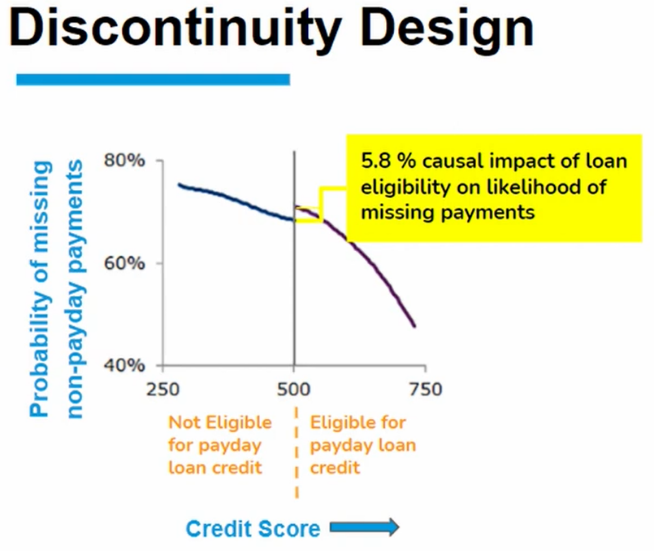 Discontinuity Design
Probability of missing
non-payday payments
80%
60%
40%
250
500
750
5.8 % causal impact of loan
eligibility on likelihood of
missing payments
Not Eligible
for payday
loan credit
Eligible for
payday loan
credit
Credit Score